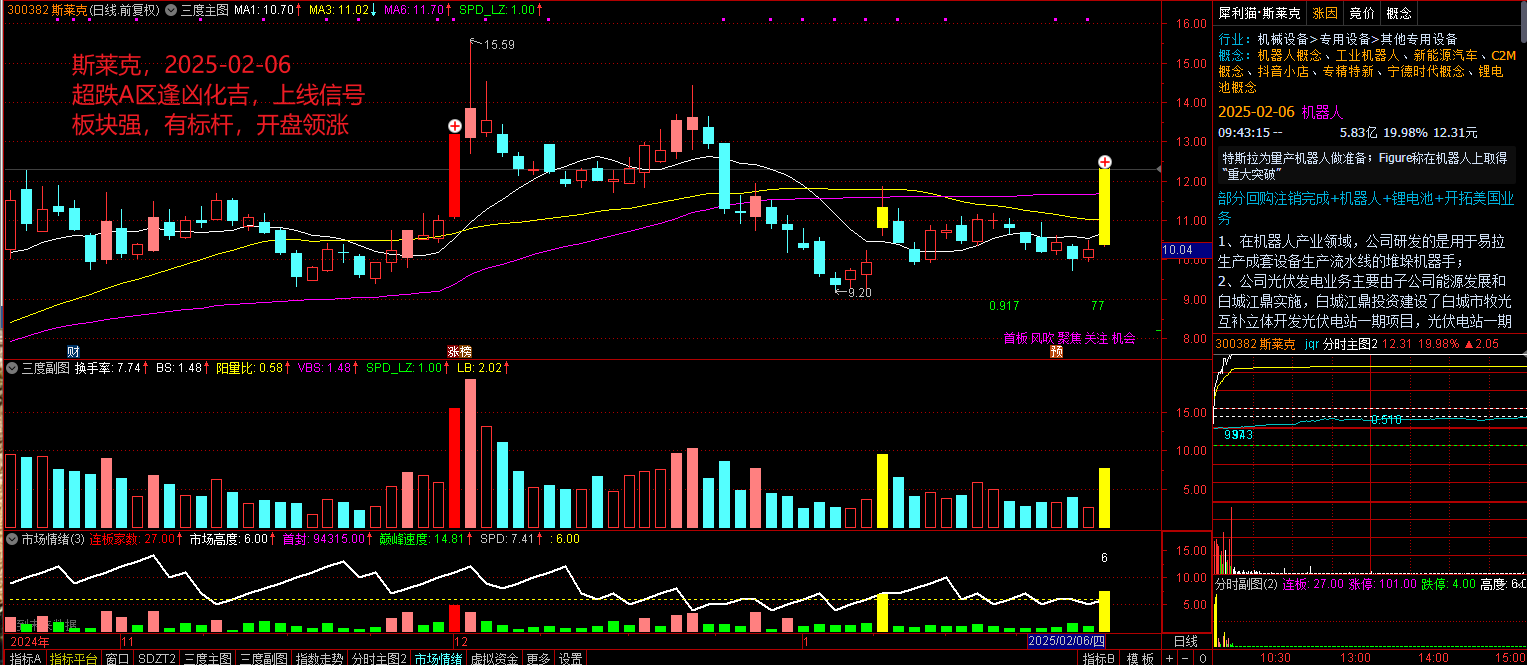 300382 斯莱克(日线.前复权) 三度主图 MA1: 10.70↑ MA3: 11.02↓ MA6: 11.70↑ SPD_LZ: 1.00↑
斯莱克，2025-02-06
超跌A区逢凶化吉，上线信号
板块强，有标杆，开盘领涨
15.59
9.20
0.917
77
首板 风吹 聚焦 关注 机会
财
涨榜
预
16.00
15.00
14.00
13.00
12.00
11.00
10.04
10.00
9.00
8.00
三度副图 换手率: 7.74↑ BS: 1.48↑ 阳量比: 0.58↑ VBS: 1.48↑ SPD_LZ: 1.00↑ LB: 2.02↑
15.00
10.00
5.00
市场情绪(3) 连板家数: 27.00↑ 市场高度: 6.00↑ 首封: 94315.00↑ 巅峰速度: 14.81↑ SPD: 7.41↑ : 6.00
6
15.00
10.00
5.00
2024年
11
12
1
2025/02/06/四
日线
指标A 指标平台 窗口 SDZT2 三度主图 三度副图 指数走势 分时主图2 市场情绪 虚拟资金 更多 设置
指标B 模板 + - 0
犀利猫·斯莱克 涨因 竞价 概念
行业：机械设备>专用设备>其他专用设备
概念：机器人概念、工业机器人、新能源汽车、C2M
概念、抖音小店、专精特新、宁德时代概念、锂电
池概念
2025-02-06 机器人
09:43:15 -- 5.83亿 19.98% 12.31元
特斯拉为量产机器人做准备；Figure称在机器人上取得
“重大突破”
部分回购注销完成+机器人+锂电池+开拓美国业
务
1、在机器人产业领域，公司研发的是用于易拉
生产成套设备生产流水线的堆垛机器手；
2、公司光伏发电业务主要由子公司能源发展和
白城江鼎实施，白城江鼎投资建设了白城市牧光
互补立体开发光伏电站一期项目，光伏电站一期
300382 斯莱克 jqr 分时主图2 12.31 19.98% ▲2.05
0.516
分时副图(2) 连板: 27.00 涨停: 101.00 跌停: 4.00 高度: 6.0
10:30
13:00
14:00
15:00